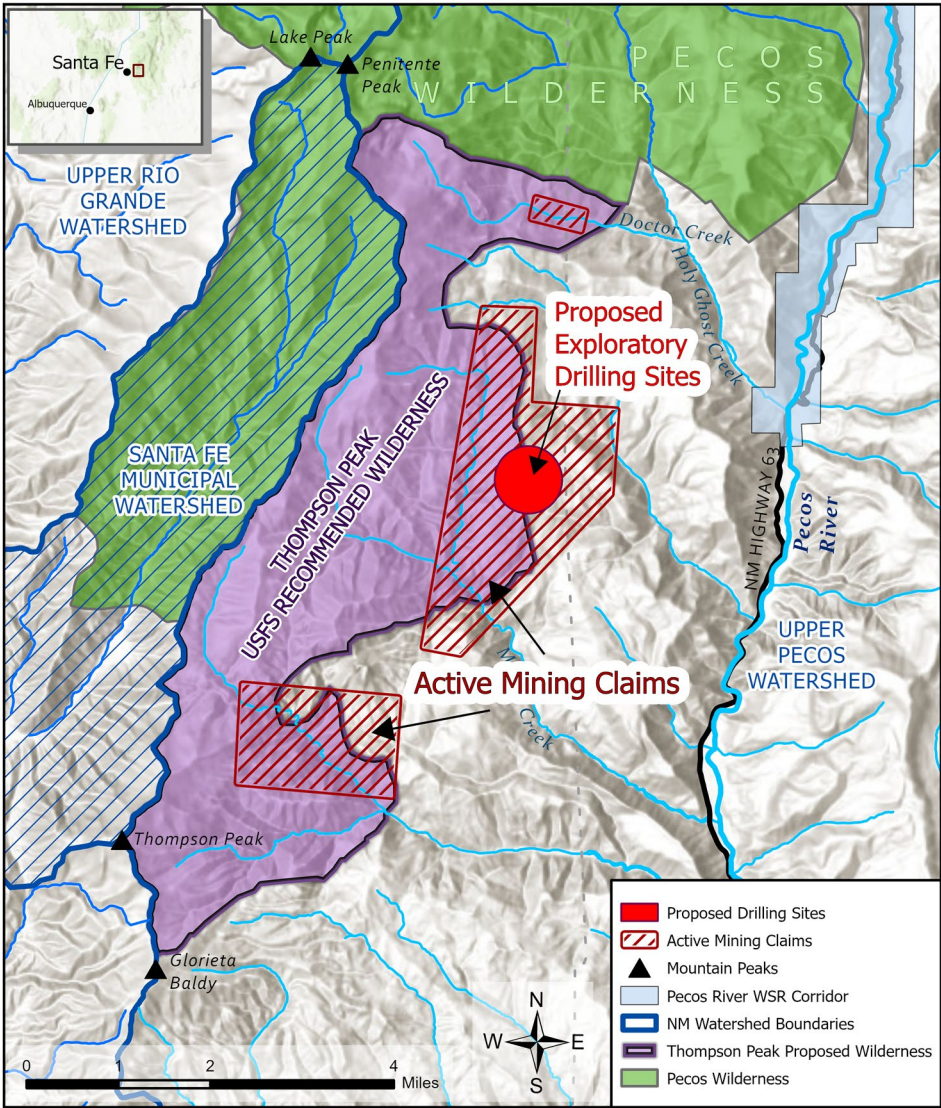 Santa Fe
Albuquerque
Lake Peak
Penitente
Peak
PECOS
WILDERNESS
UPPER RIO
GRANDE
WATERSHED
Doctor Creek
Holy Ghost Creek
Proposed
Exploratory
Drilling Sites
THOMPSON PEAK
USFS RECOMMENDED WILDERNESS
SANTA FE
MUNICIPAL
WATERSHED
NM HIGHWAY 63
Pecos
River
UPPER
PECOS
WATERSHED
Active Mining Claims
Creek
Thompson Peak
Glorieta
Baldy
N
W E
S
0 1 2 4
Miles
Proposed Drilling Sites
Active Mining Claims
Mountain Peaks
Pecos River WSR Corridor
NM Watershed Boundaries
Thompson Peak Proposed Wilderness
Pecos Wilderness